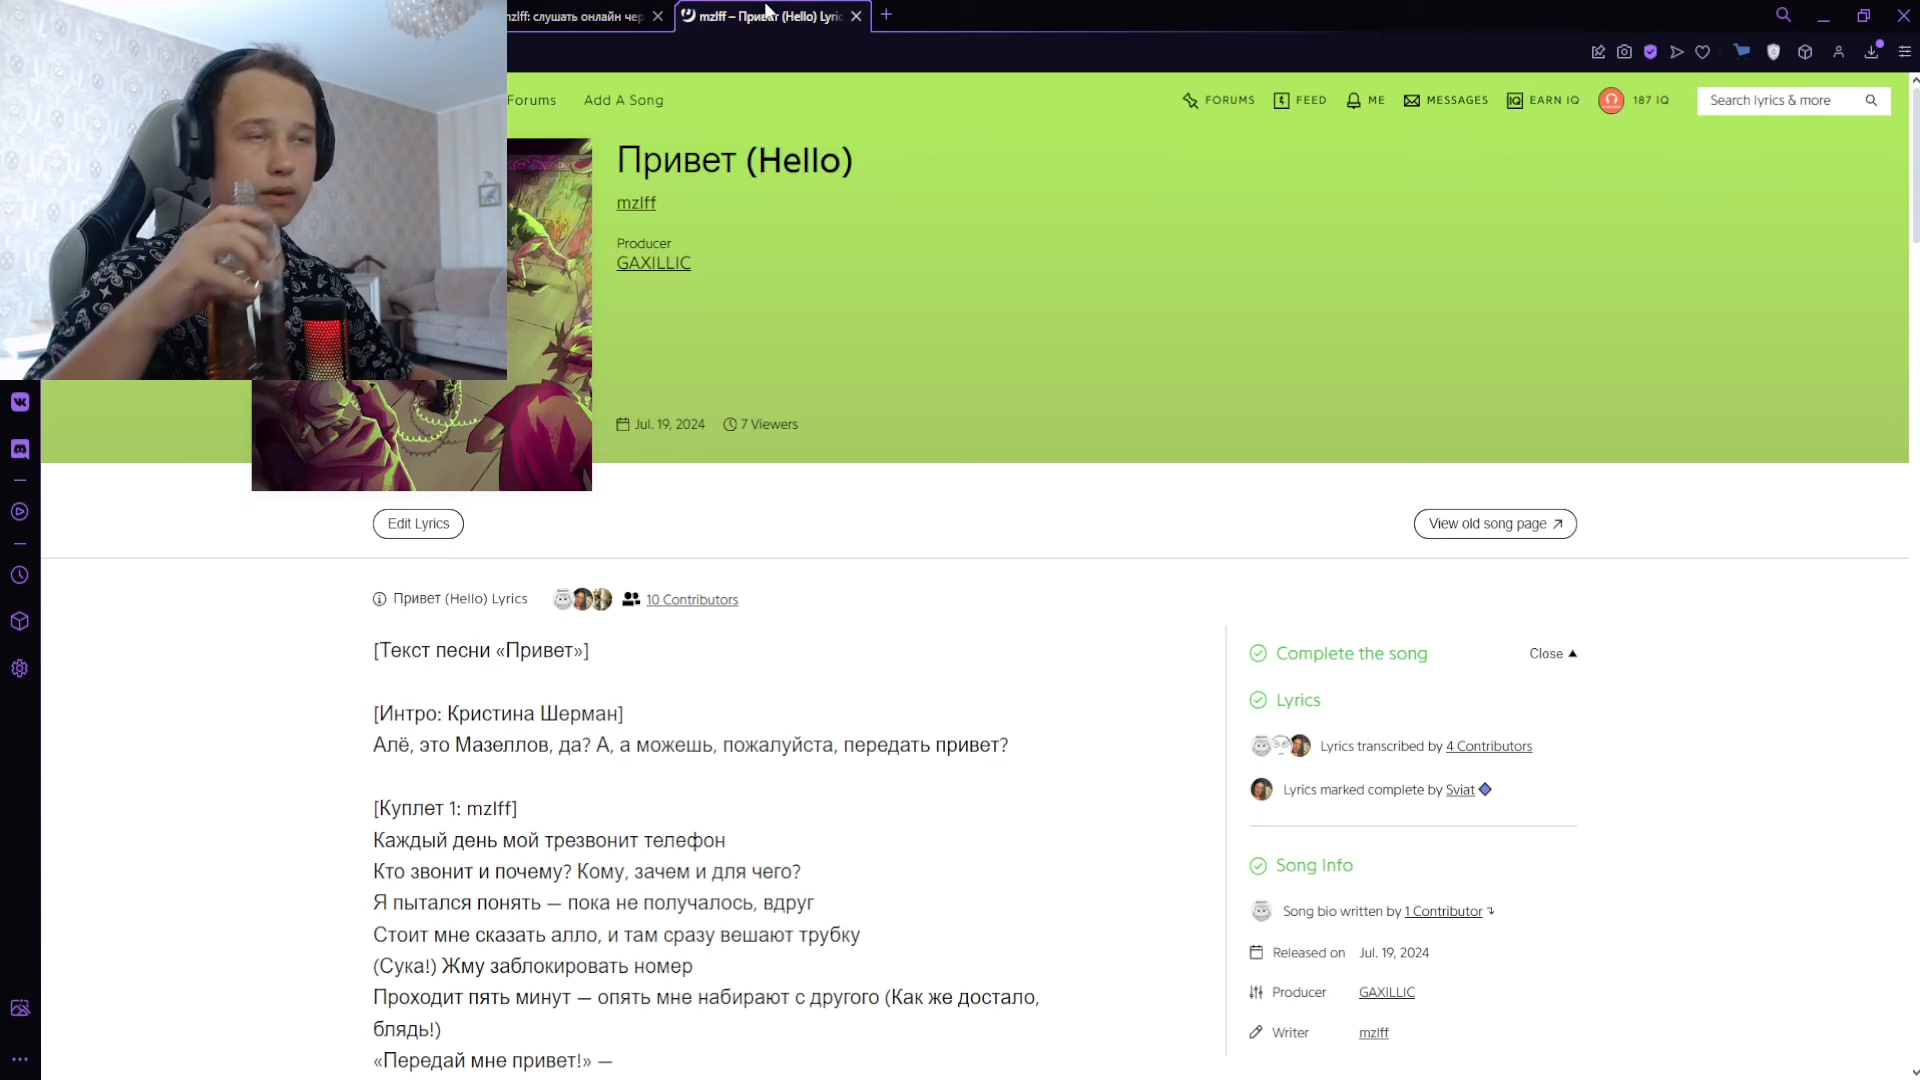 mzlff: слушать онлайн чер
mzlff – Привет (Hello) Lyric
Forums
Add A Song
FORUMS
FEED
ME
MESSAGES
EARN IQ
187 IQ
Search lyrics & more
Привет (Hello)
mzlff
Producer
GAXILLIC
Jul. 19, 2024
7 Viewers
Edit Lyrics
View old song page
Привет (Hello) Lyrics
10 Contributors
[Текст песни «Привет»]
[Интро: Кристина Шерман]
Алё, это Мазеллов, да? А, а можешь, пожалуйста, передать привет?
[Куплет 1: mzlff]
Каждый день мой трезвонит телефон
Кто звонит и почему? Кому, зачем и для чего?
Я пытался понять — пока не получалось, вдруг
Стоит мне сказать алло, и там сразу вешают трубку
(Сука!) Жму заблокировать номер
Проходит пять минут — опять мне набирают с другого (Как же достало,
блядь!)
«Передай мне привет!» —
Complete the song
Close
Lyrics
Lyrics transcribed by 4 Contributors
Lyrics marked complete by Sviat
Song Info
Song bio written by 1 Contributor
Released on Jul. 19, 2024
Producer GAXILLIC
Writer mzlff